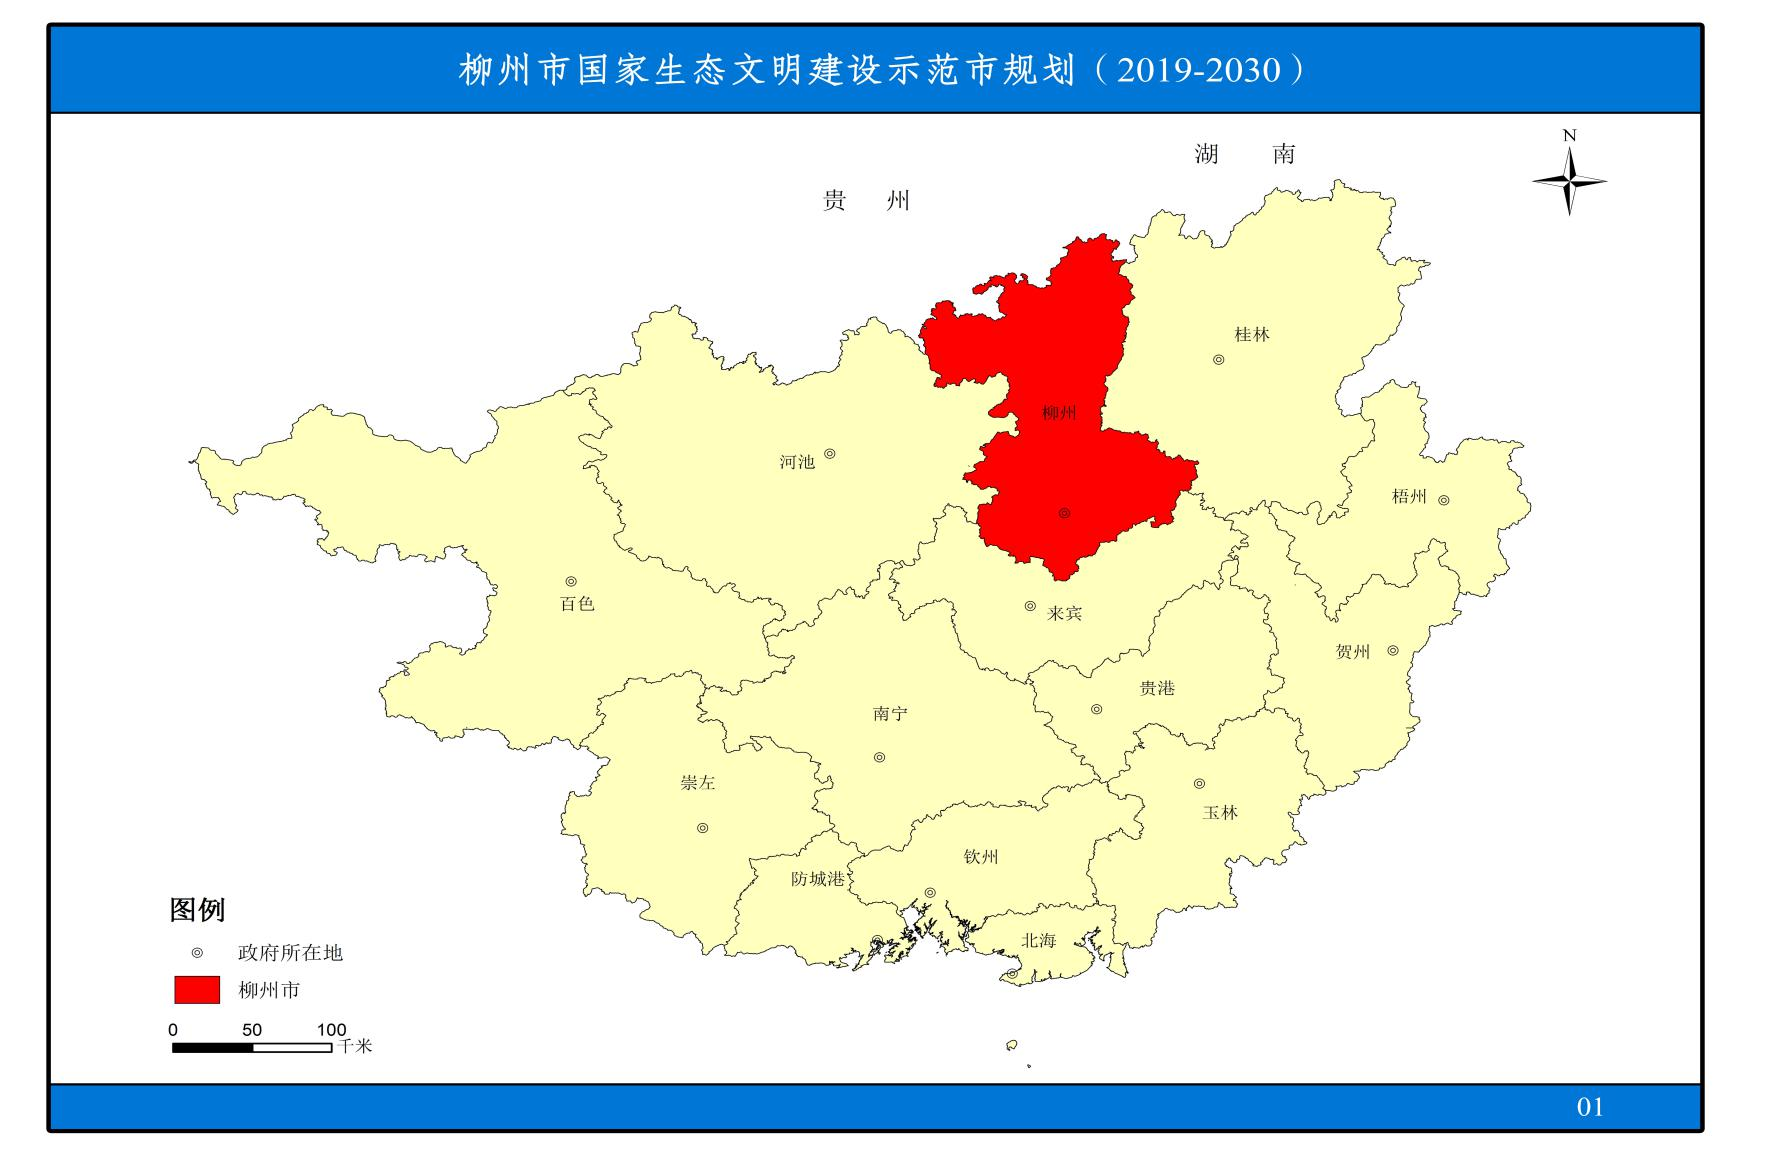 柳州市国家生态文明建设示范市规划（2019-2030）
湖 南
N
贵 州
桂林
柳州
河池
梧州
百色
来宾
贺州
贵港
南宁
崇左
玉林
钦州
防城港
北海
图例
政府所在地
柳州市
0 50 100
千米
01